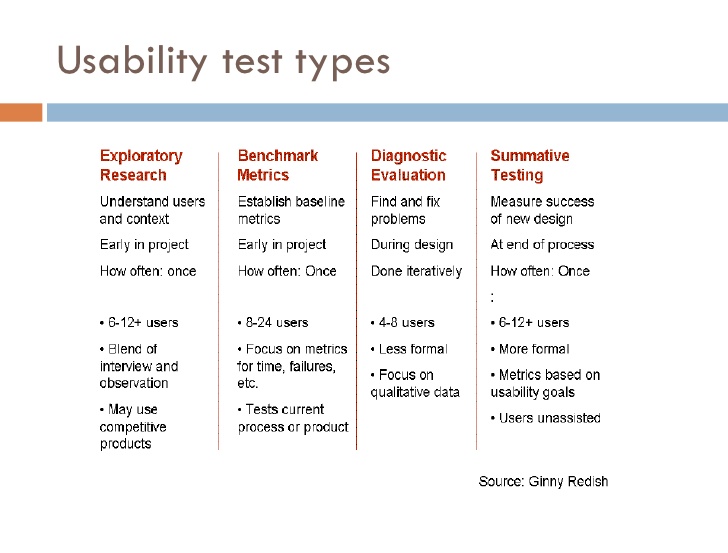 Usability test types
Exploratory
Research
Understand users
and context
Early in project
How often: once
• 6-12+ users
• Blend of
interview and
observation
• May use
competitive
products
Benchmark
Metrics
Establish baseline
metrics
Early in project
How often: Once
• 8-24 users
• Focus on metrics
for time, failures,
etc.
• Tests current
process or product
Diagnostic
Evaluation
Find and fix
problems
During design
Done iteratively
• 4-8 users
• Less formal
• Focus on
qualitative data
Summative
Testing
Measure success
of new design
At end of process
How often: Once
:
• 6-12+ users
• More formal
• Metrics based on
usability goals
• Users unassisted
Source: Ginny Redish